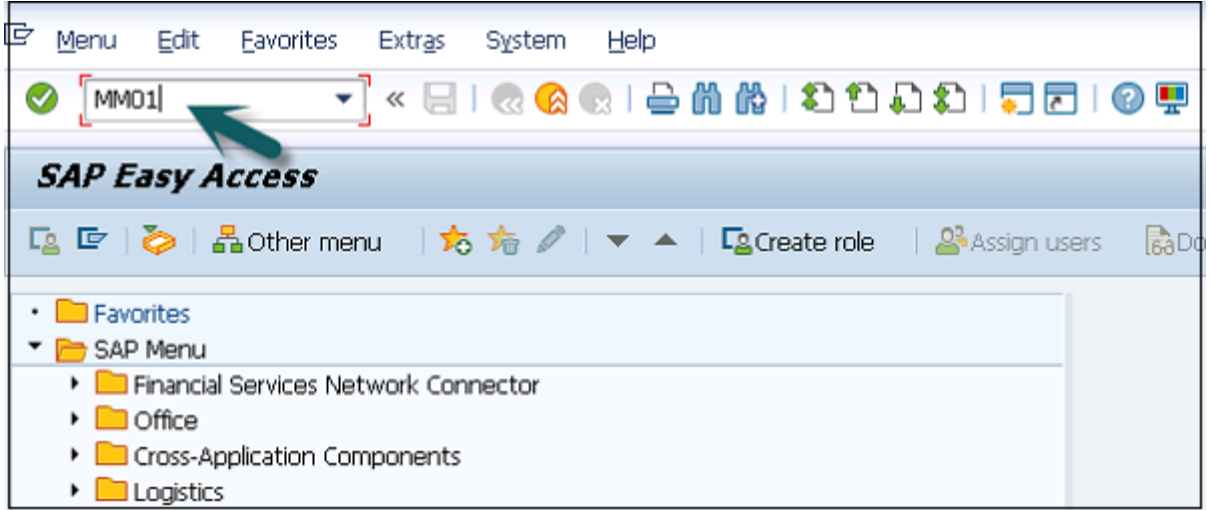 Menu Edit Favorites Extras System Help
MM01
SAP Easy Access
Other menu Create role Assign users Do
Favorites
SAP Menu
Financial Services Network Connector
Office
Cross-Application Components
Logistics